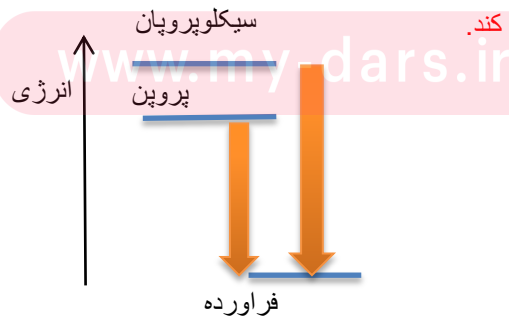 کند.
سیکلوپروپان
www.my-dars.ir
انرژی
پروپن
فراورده